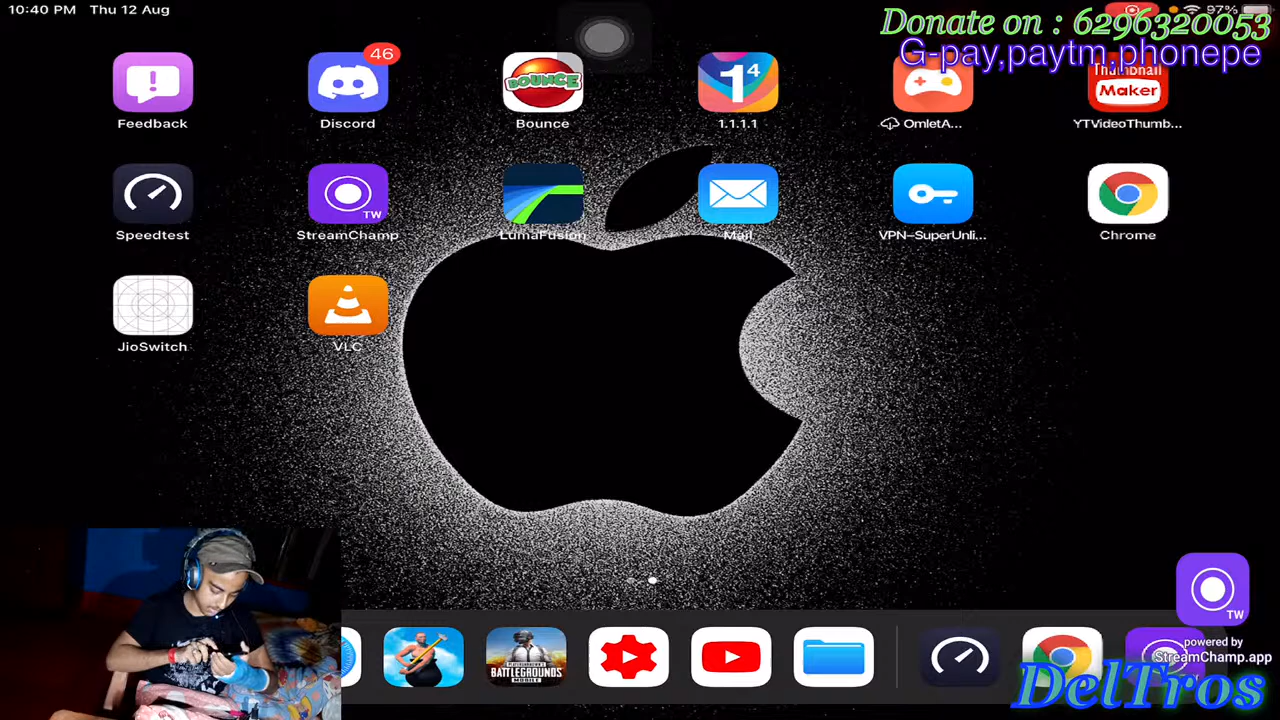 10:40 PM Thu 12 Aug
97%
Donate on : 6296320053
G-pay,paytm,phonepe
46
BOUNCE
1⁴
Thumbnail
Maker
Feedback
Discord
Bounce
1.1.1.1
OmletA...
YTVideoThumb...
TW
Speedtest
StreamChamp
LumaFusion
Mail
VPN-SuperUnli...
Chrome
JioSwitch
VLC
TW
BATTLEGROUNDS
powered by
StreamChamp.app
DelTros